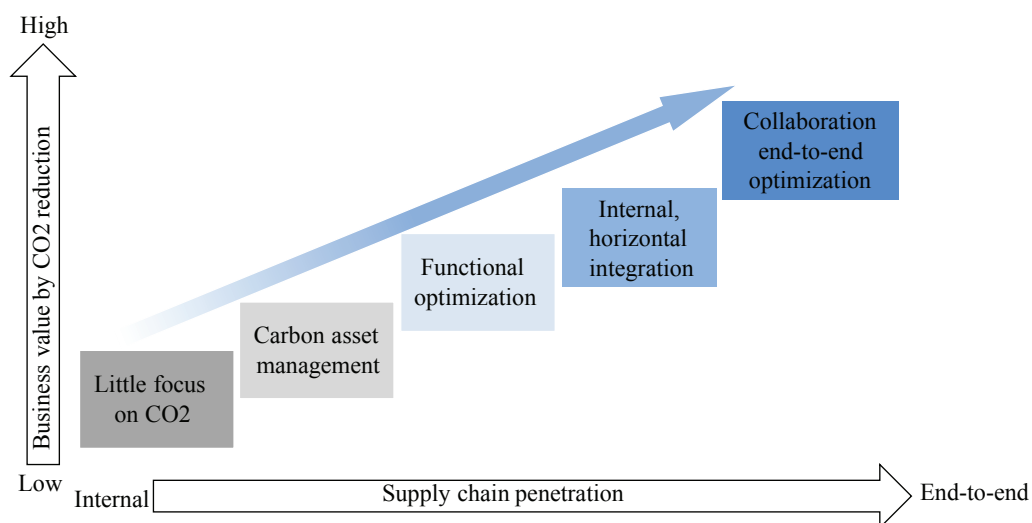 High
Business value by CO2 reduction
Low
Collaboration
end-to-end
optimization
Internal,
horizontal
integration
Functional
optimization
Carbon asset
management
Little focus
on CO2
Internal
Supply chain penetration
End-to-end